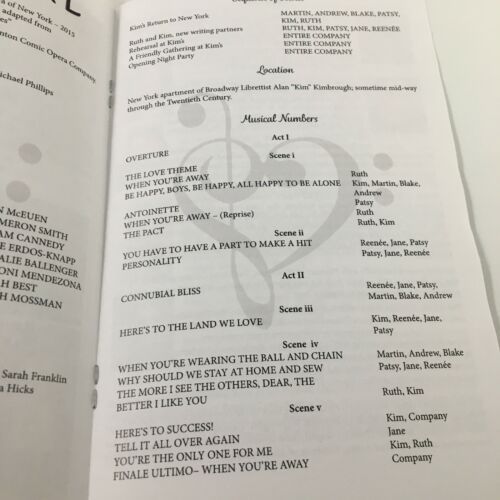 a of New York – 2015
adapted from
es"
nton Comic Opera Company,
ichael Phillips
N McEUEN
MERON SMITH
AM CANNEDY
E ERDOS-KNAPP
ALIE BALLENGER
ONI MENDEZONA
H BEST
H MOSSMAN
Sarah Franklin
a Hicks
Kim's Return to New York
MARTIN, ANDREW, BLAKE, PATSY,
KIM, RUTH
Ruth and Kim, new writing partners
RUTH, KIM, PATSY, JANE, REENÉE
Rehearsal at Kim's
ENTIRE COMPANY
A Friendly Gathering at Kim's
ENTIRE COMPANY
Opening Night Party
ENTIRE COMPANY
Location
New York apartment of Broadway Librettist Alan "Kim" Kimbrough; sometime mid-way
through the Twentieth Century.
Musical Numbers
Act I
OVERTURE
Scene i
THE LOVE THEME
WHEN YOU'RE AWAY
Ruth
BE HAPPY, BOYS, BE HAPPY, ALL HAPPY TO BE ALONE
Kim, Martin, Blake,
Andrew
ANTOINETTE
Patsy
WHEN YOU'RE AWAY – (Reprise)
Ruth
THE PACT
Ruth, Kim
Scene ii
YOU HAVE TO HAVE A PART TO MAKE A HIT
Reenée, Jane, Patsy
PERSONALITY
Patsy, Jane, Reenée
Act II
CONNUBIAL BLISS
Reenée, Jane, Patsy,
Martin, Blake, Andrew
Scene iii
HERE'S TO THE LAND WE LOVE
Kim, Reenée, Jane,
Patsy
Scene iv
WHEN YOU'RE WEARING THE BALL AND CHAIN
Martin, Andrew, Blake
WHY SHOULD WE STAY AT HOME AND SEW
Patsy, Jane, Reenée
THE MORE I SEE THE OTHERS, DEAR, THE
BETTER I LIKE YOU
Ruth, Kim
Scene v
HERE'S TO SUCCESS!
Kim, Company
TELL IT ALL OVER AGAIN
Jane
YOU'RE THE ONLY ONE FOR ME
Kim, Ruth
FINALE ULTIMO– WHEN YOU'RE AWAY
Company